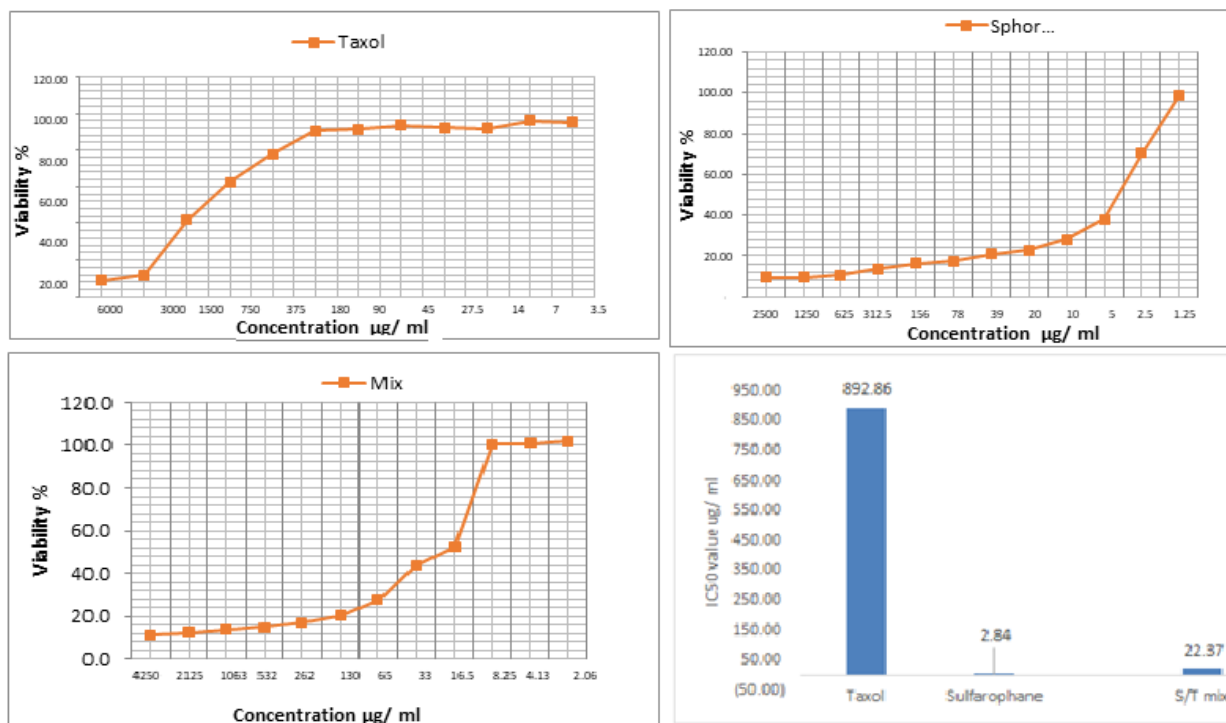 Taxol
120.00
100.00
80.00
60.00
40.00
20.00
Viability %
6000 3000 1500 750 375 180 90 45 27.5 14 7 3.5
Concentration µg/ ml
Sphor...
120.00
100.00
80.00
60.00
40.00
20.00
-
Viability %
2500 1250 625 312.5 156 78 39 20 10 5 2.5 1.25
Concentration µg/ ml
Mix
120.0
100.0
80.0
60.0
40.0
20.0
0.0
Viability %
4250 2125 1063 532 262 130 65 33 16.5 8.25 4.13 2.06
Concentration µg/ ml
950.00
850.00
750.00
650.00
550.00
450.00
350.00
250.00
150.00
50.00
(50.00)
IC50 value ug/ ml
892.86
2.84
22.37
Taxol Sulfarophane S/T mix